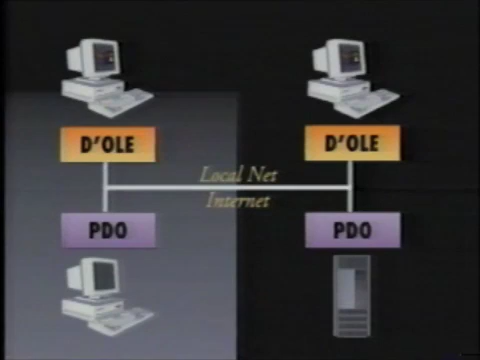 D'OLE
D'OLE
Local Net
Internet
PDO
PDO